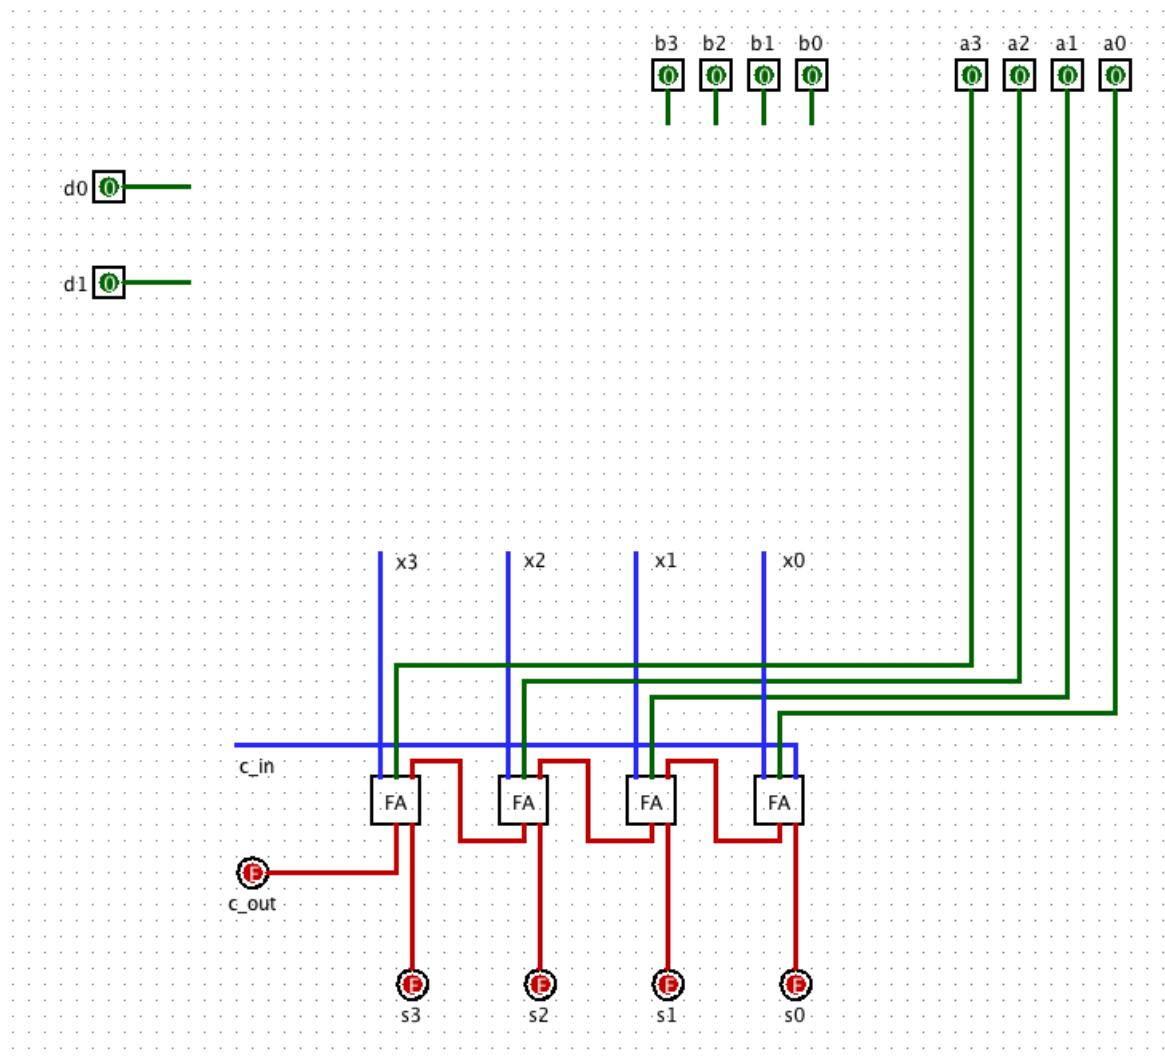 b3 b2 b1 b0 a3 a2 a1 a0
0 0 0 0 0 0 0 0
d0 0
d1 0
x3 x2 x1 x0
c_in
FA FA FA FA
E
c_out
E E E E
s3 s2 s1 s0